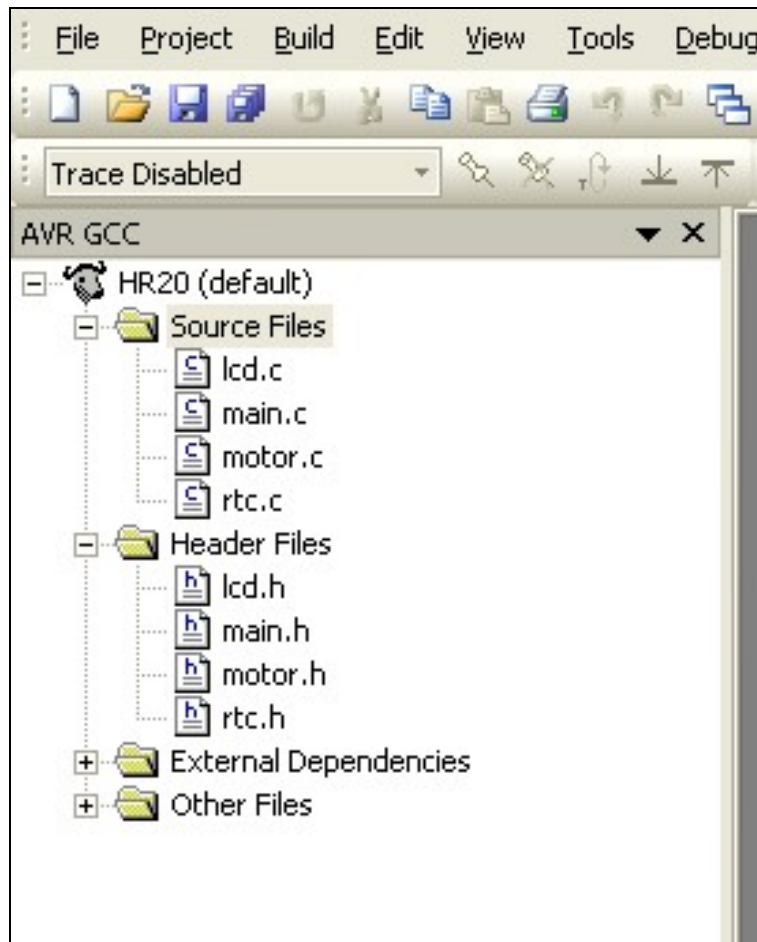 File Project Build Edit View Tools Debug
Trace Disabled
AVR GCC
HR20 (default)
Source Files
lcd.c
main.c
motor.c
rtc.c
Header Files
lcd.h
main.h
motor.h
rtc.h
External Dependencies
Other Files